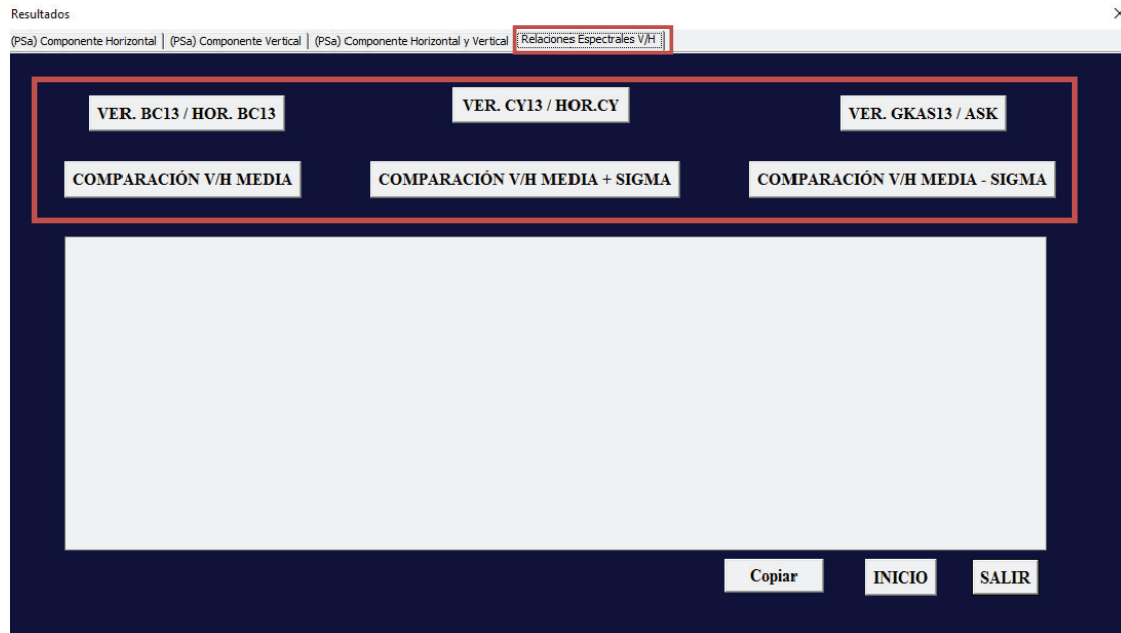 Resultados
(PSa) Componente Horizontal (PSa) Componente Vertical (PSa) Componente Horizontal y Vertical Relaciones Espectrales V/H
VER. BC13 / HOR. BC13 VER. CY13 / HOR.CY VER. GKAS13 / ASK
COMPARACIÓN V/H MEDIA COMPARACIÓN V/H MEDIA + SIGMA COMPARACIÓN V/H MEDIA - SIGMA
Copiar INICIO SALIR